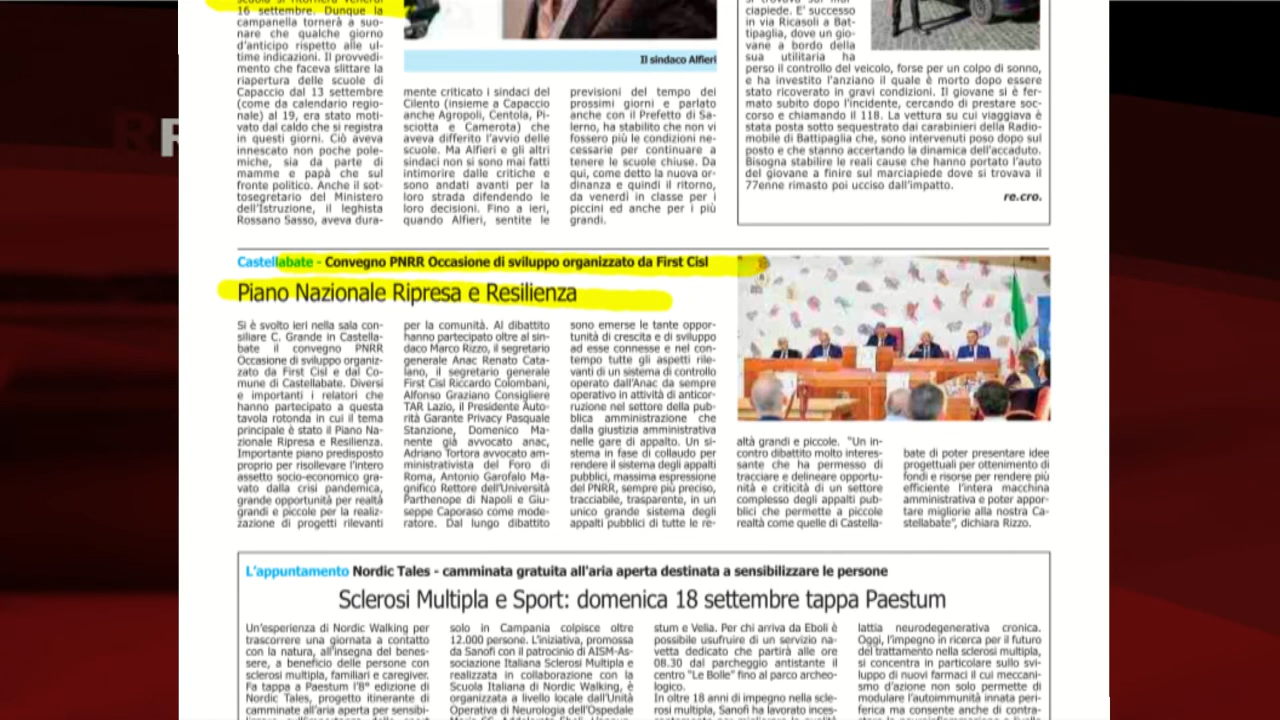 16 settembre. Dunque la
campanella tornerà a suo-
nare che qualche giorno
d'anticipo rispetto alle ul-
time indicazioni. Il provvedi-
mento che faceva slittare la
riapertura delle scuole di
Capaccio dal 13 settembre
(come da calendario regio-
nale) al 19, era stato moti-
vato dal caldo che si registra
in questi giorni. Ciò aveva
innescato non poche pole-
miche, sia da parte di
mamme e papà che sul
fronte politico. Anche il sot-
tosegretario del Ministero
dell'Istruzione, il leghista
Rossano Sasso, aveva dura-
Il sindaco Alfieri
mente criticato i sindaci del
Cilento (insieme a Capaccio
anche Agropoli, Centola, Pi-
sciotta e Camerota) che
aveva differito l'avvio delle
scuole. Ma Alfieri e gli altri
sindaci non si sono mai fatti
intimorire dalle critiche e
sono andati avanti per la
loro strada difendendo le
loro decisioni. Fino a ieri,
quando Alfieri, sentite le
previsioni del tempo dei
prossimi giorni e parlato
anche con il Prefetto di Sa-
lerno, ha stabilito che non vi
fossero più le condizioni ne-
cessarie per continuare a
tenere le scuole chiuse. Da
qui, come detto la nuova or-
dinanza e quindi il ritorno,
da venerdì in classe per i
piccini ed anche per i più
grandi.
ciapiede. E' successo
in via Ricasoli a Bat-
tipaglia, dove un gio-
vane a bordo della
sua utilitaria ha
perso il controllo del veicolo, forse per un colpo di sonno,
e ha investito l'anziano il quale è morto dopo essere
stato ricoverato in gravi condizioni. Il giovane si è fer-
mato subito dopo l'incidente, cercando di prestare soc-
corso e chiamando il 118. La vettura su cui viaggiava è
stata posta sotto sequestro dai carabinieri della Radio-
mobile di Battipaglia che, sono intervenuti poso dopo sul
posto e che stanno accertando la dinamica dell'accaduto.
Bisogna stabilire le reali cause che hanno portato l'auto
del giovane a finire sul marciapiede dove si trovava il
77enne rimasto poi ucciso dall'impatto.
re.cro.
Castellabate - Convegno PNRR Occasione di sviluppo organizzato da First Cisl
Piano Nazionale Ripresa e Resilienza
Si è svolto ieri nella sala con-
siliare C. Grande in Castella-
bate il convegno PNRR
Occasione di sviluppo organiz-
zato da First Cisl e dal Co-
mune di Castellabate. Diversi
e importanti i relatori che
hanno partecipato a questa
tavola rotonda in cui il tema
principale è stato il Piano Na-
zionale Ripresa e Resilienza.
Importante piano predisposto
proprio per risollevare l'intero
assetto socio-economico gra-
vato dalla crisi pandemica,
grande opportunità per realtà
grandi e piccole per la realiz-
zazione di progetti rilevanti
per la comunità. Al dibattito
hanno partecipato oltre al sin-
daco Marco Rizzo, il segretario
generale Anac Renato Cata-
lano, il segretario generale
First Cisl Riccardo Colombani,
Alfonso Graziano Consigliere
TAR Lazio, il Presidente Auto-
rità Garante Privacy Pasquale
Stanzione, Domenico Ma-
nente già avvocato anac,
Adriano Tortora avvocato am-
ministrativista del Foro di
Roma, Antonio Garofalo Ma-
gnifico Rettore dell'Università
Parthenope di Napoli e Giu-
seppe Caporaso come mode-
ratore. Dal lungo dibattito
sono emerse le tante oppor-
tunità di crescita e di sviluppo
ad esse connesse e nel con-
tempo tutte gli aspetti rile-
vanti di un sistema di controllo
operato dall'Anac da sempre
operativo in attività di anticor-
ruzione nel settore della pub-
blica amministrazione che
dalla giustizia amministrativa
nelle gare di appalto. Un si-
stema in fase di collaudo per
rendere il sistema degli appalti
pubblici, massima espressione
del PNRR, sempre più preciso,
tracciabile, trasparente, in un
unico grande sistema degli
appalti pubblici di tutte le re-
altà grandi e piccole. "Un in-
contro dibattito molto interes-
sante che ha permesso di
tracciare e delineare opportu-
nità e criticità di un settore
complesso degli appalti pub-
blici che permette a piccole
realtà come quelle di Castella-
bate di poter presentare idee
progettuali per ottenimento di
fondi e risorse per rendere più
efficiente l'intera macchina
amministrativa e poter appor-
tare migliorie alla nostra Ca-
stellabate", dichiara Rizzo.
L'appuntamento Nordic Tales - camminata gratuita all'aria aperta destinata a sensibilizzare le persone
Sclerosi Multipla e Sport: domenica 18 settembre tappa Paestum
Un'esperienza di Nordic Walking per
trascorrere una giornata a contatto
con la natura, all'insegna del benes-
sere, a beneficio delle persone con
sclerosi multipla, familiari e caregiver.
Fa tappa a Paestum l'8° edizione di
Nordic Tales, progetto itinerante di
camminate all'aria aperta per sensibi-
solo in Campania colpisce oltre
12.000 persone. L'iniziativa, promossa
da Sanofi con il patrocinio di AISM-As-
sociazione Italiana Sclerosi Multipla e
realizzata in collaborazione con la
Scuola Italiana di Nordic Walking, è
organizzata a livello locale dall'Unità
Operativa di Neurologia dell'Ospedale
stum e Velia. Per chi arriva da Eboli è
possibile usufruire di un servizio na-
vetta dedicato che partirà alle ore
08.30 dal parcheggio antistante il
centro "Le Bolle" fino al parco archeo-
logico.
In oltre 18 anni di impegno nella scle-
rosi multipla, Sanofi ha lavorato inces-
lattia neurodegenerativa cronica.
Oggi, l'impegno in ricerca per il futuro
del trattamento nella sclerosi multipla,
si concentra in particolare sullo svi-
luppo di nuovi farmaci il cui meccani-
smo d'azione non solo permette di
modulare l'autoimmunità innata peri-
ferica ma consente anche di contra-